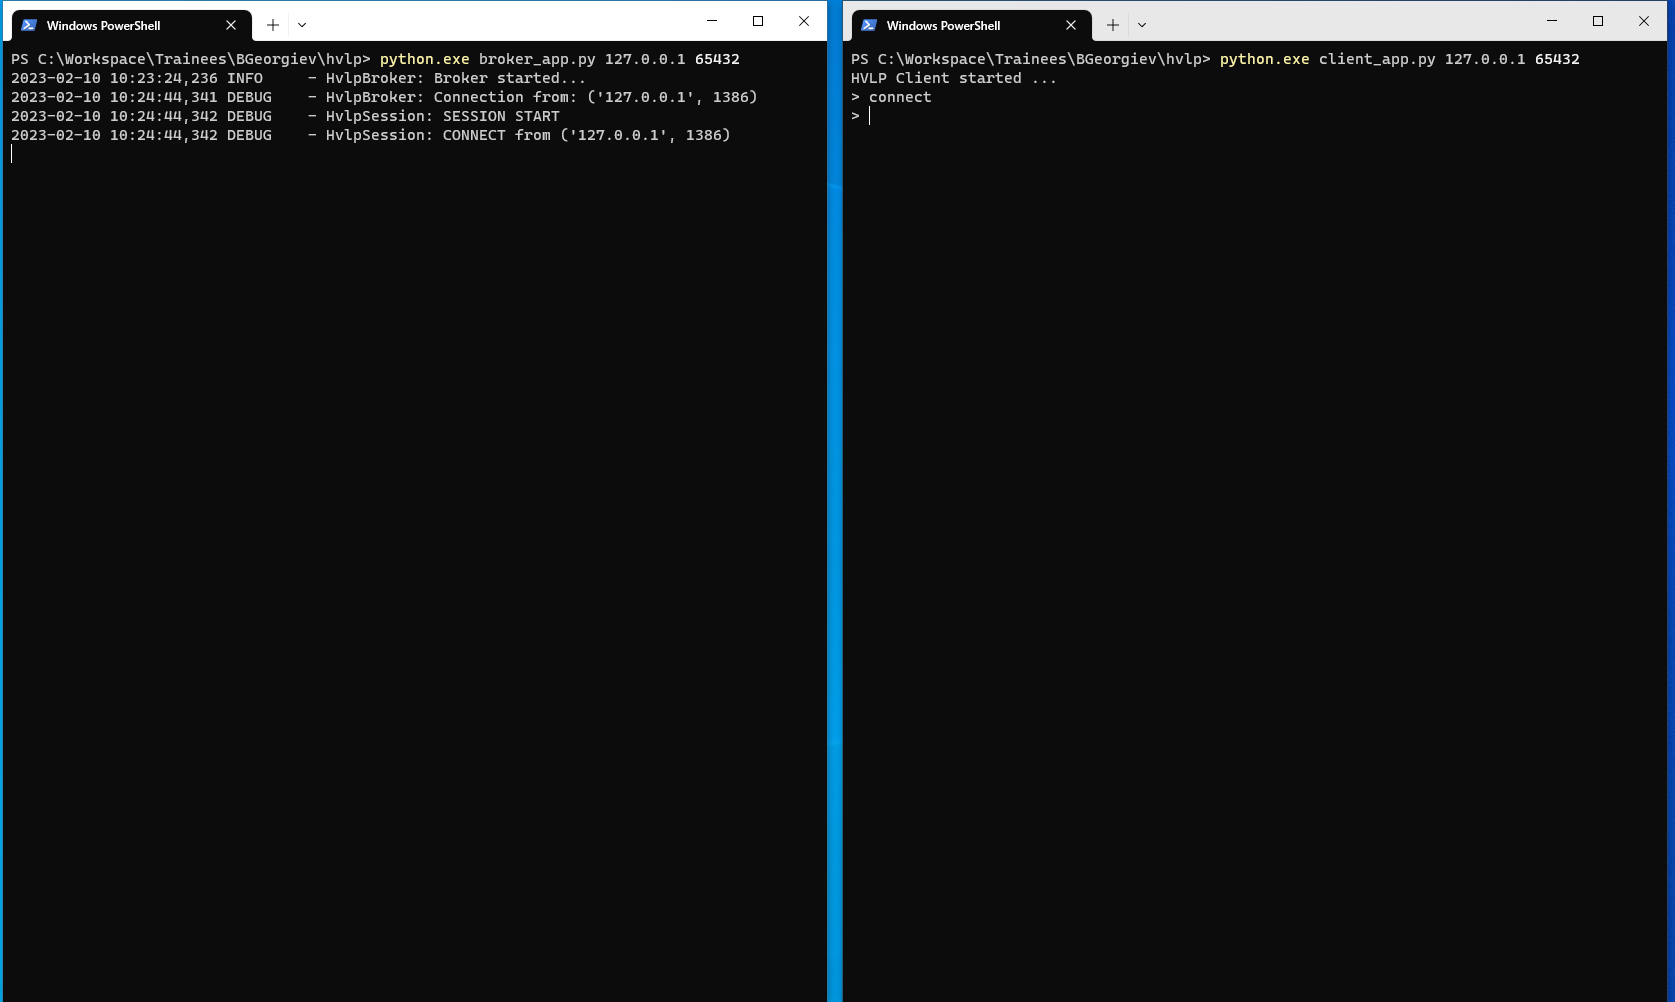 Windows PowerShell
PS C:\Workspace\Trainees\BGeorgiev\hvlp> python.exe broker_app.py 127.0.0.1 65432
2023-02-10 10:23:24,236 INFO     - HvlpBroker: Broker started...
2023-02-10 10:24:44,341 DEBUG    - HvlpBroker: Connection from: ('127.0.0.1', 1386)
2023-02-10 10:24:44,342 DEBUG    - HvlpSession: SESSION START
2023-02-10 10:24:44,342 DEBUG    - HvlpSession: CONNECT from ('127.0.0.1', 1386)
Windows PowerShell
PS C:\Workspace\Trainees\BGeorgiev\hvlp> python.exe client_app.py 127.0.0.1 65432
HVLP Client started ...
> connect
>